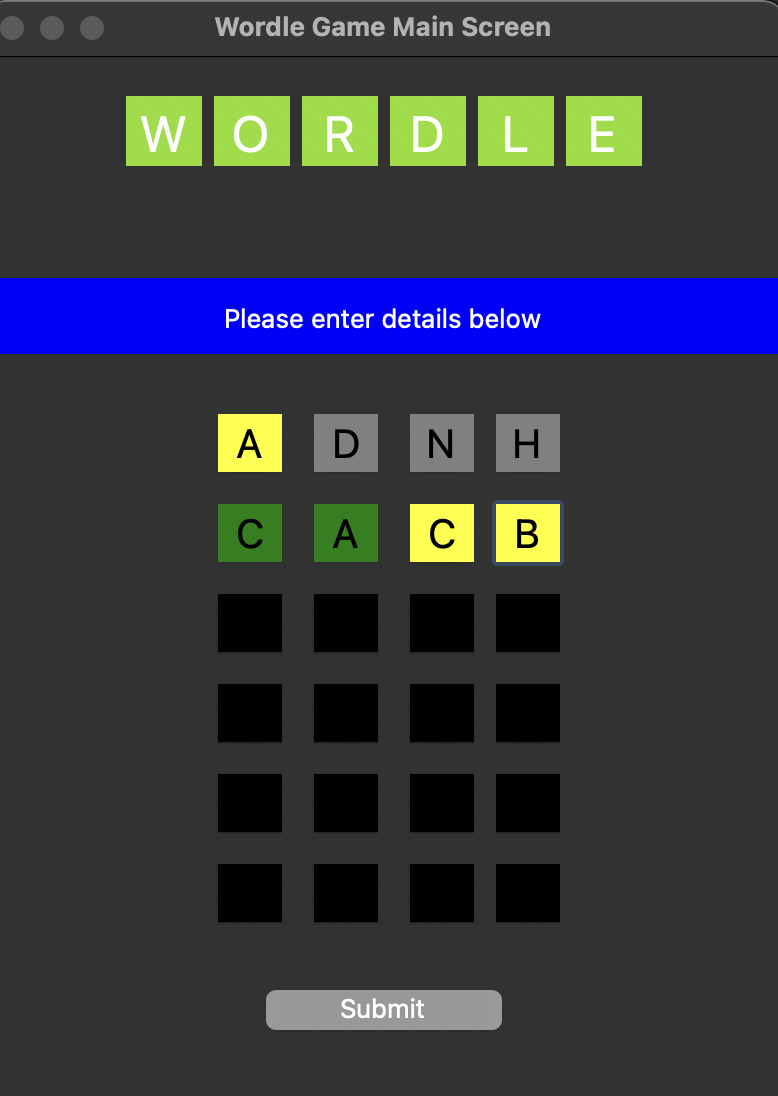 Wordle Game Main Screen
W O R D L E
Please enter details below
A D N H
C A C B
Submit